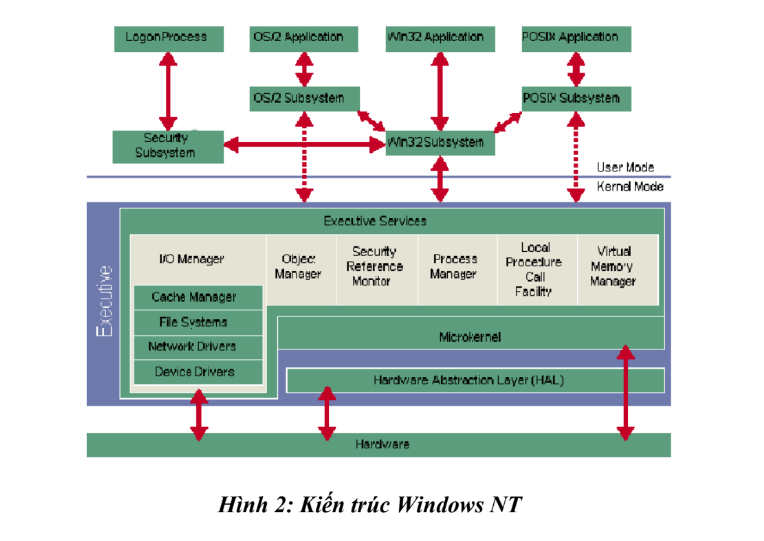 Logon Process
OS/2 Application
Win32 Application
POSIX Application
OS/2 Subsystem
POSIX Subsystem
Security
Subsystem
Win32 Subsystem
User Mode
Kernel Mode
Executive
Executive Services
I/O Manager
Object
Manager
Security
Reference
Monitor
Process
Manager
Local
Procedure
Call
Facility
Virtual
Memory
Manager
Cache Manager
File Systems
Network Drivers
Device Drivers
Microkernel
Hardware Abstraction Layer (HAL)
Hardware
Hình 2: Kiến trúc Windows NT